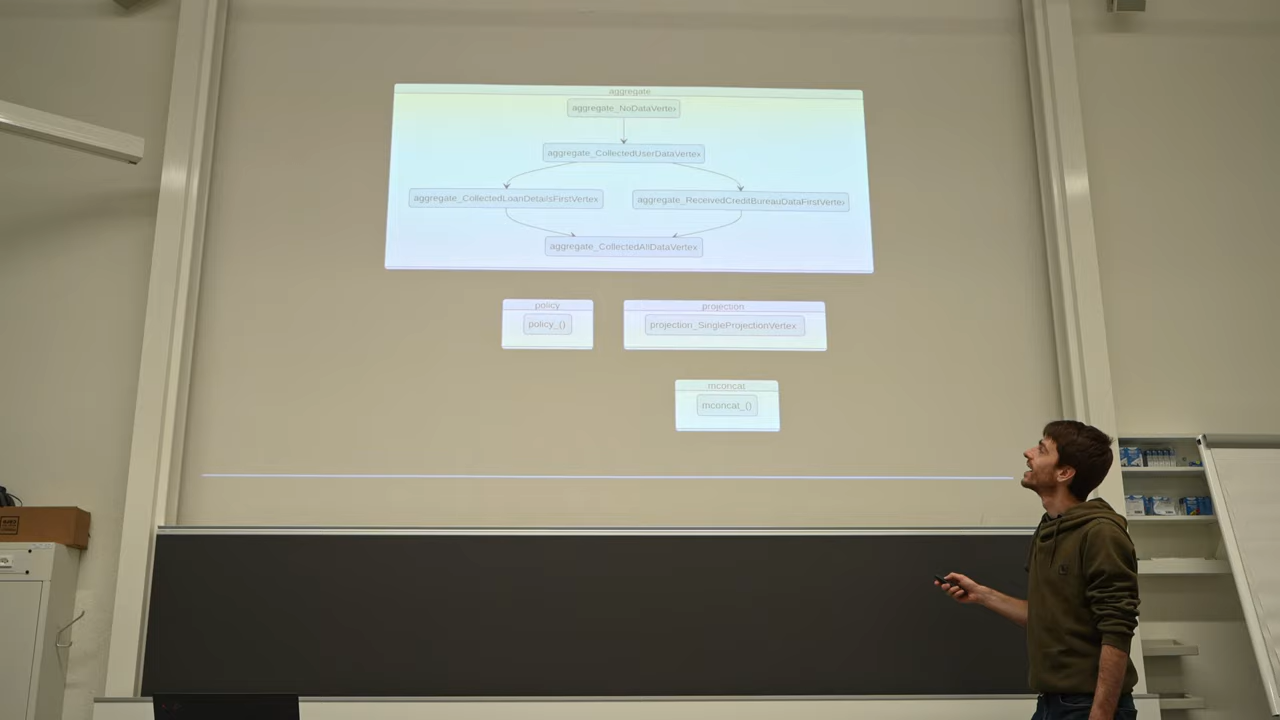 aggregate
aggregate_NoDataVertex
aggregate_CollectedUserDataVertex
aggregate_CollectedLoanDetailsFirstVertex
aggregate_ReceivedCreditBureauDataFirstVertex
aggregate_CollectedAllDataVertex
policy
policy_()
projection
projection_SingleProjectionVertex
mconcat
mconcat_()